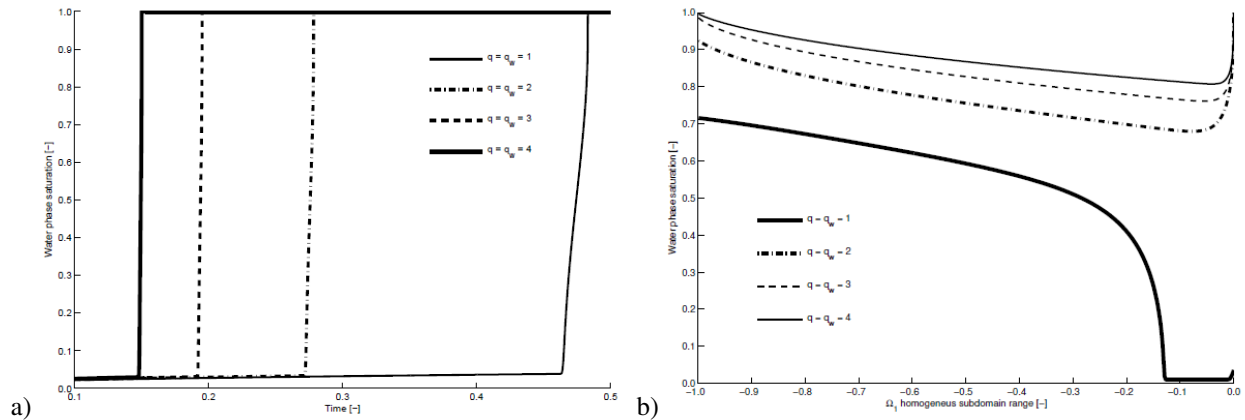 1.0
0.9
0.8
0.7
0.6
0.5
0.4
0.3
0.2
0.1
0.0
Water phase saturation [-]
q = q_w = 1
q = q_w = 2
q = q_w = 3
q = q_w = 4
0.1 0.2 0.3 0.4 0.5
Time [-]
a)
1.0
0.9
0.8
0.7
0.6
0.5
0.4
0.3
0.2
0.1
0.0
Water phase saturation [-]
q = q_w = 1
q = q_w = 2
q = q_w = 3
q = q_w = 4
−1.0 −0.9 −0.8 −0.7 −0.6 −0.5 −0.4 −0.3 −0.2 −0.1 0.0
Ω_1 homogeneus subdomain range [-]
b)